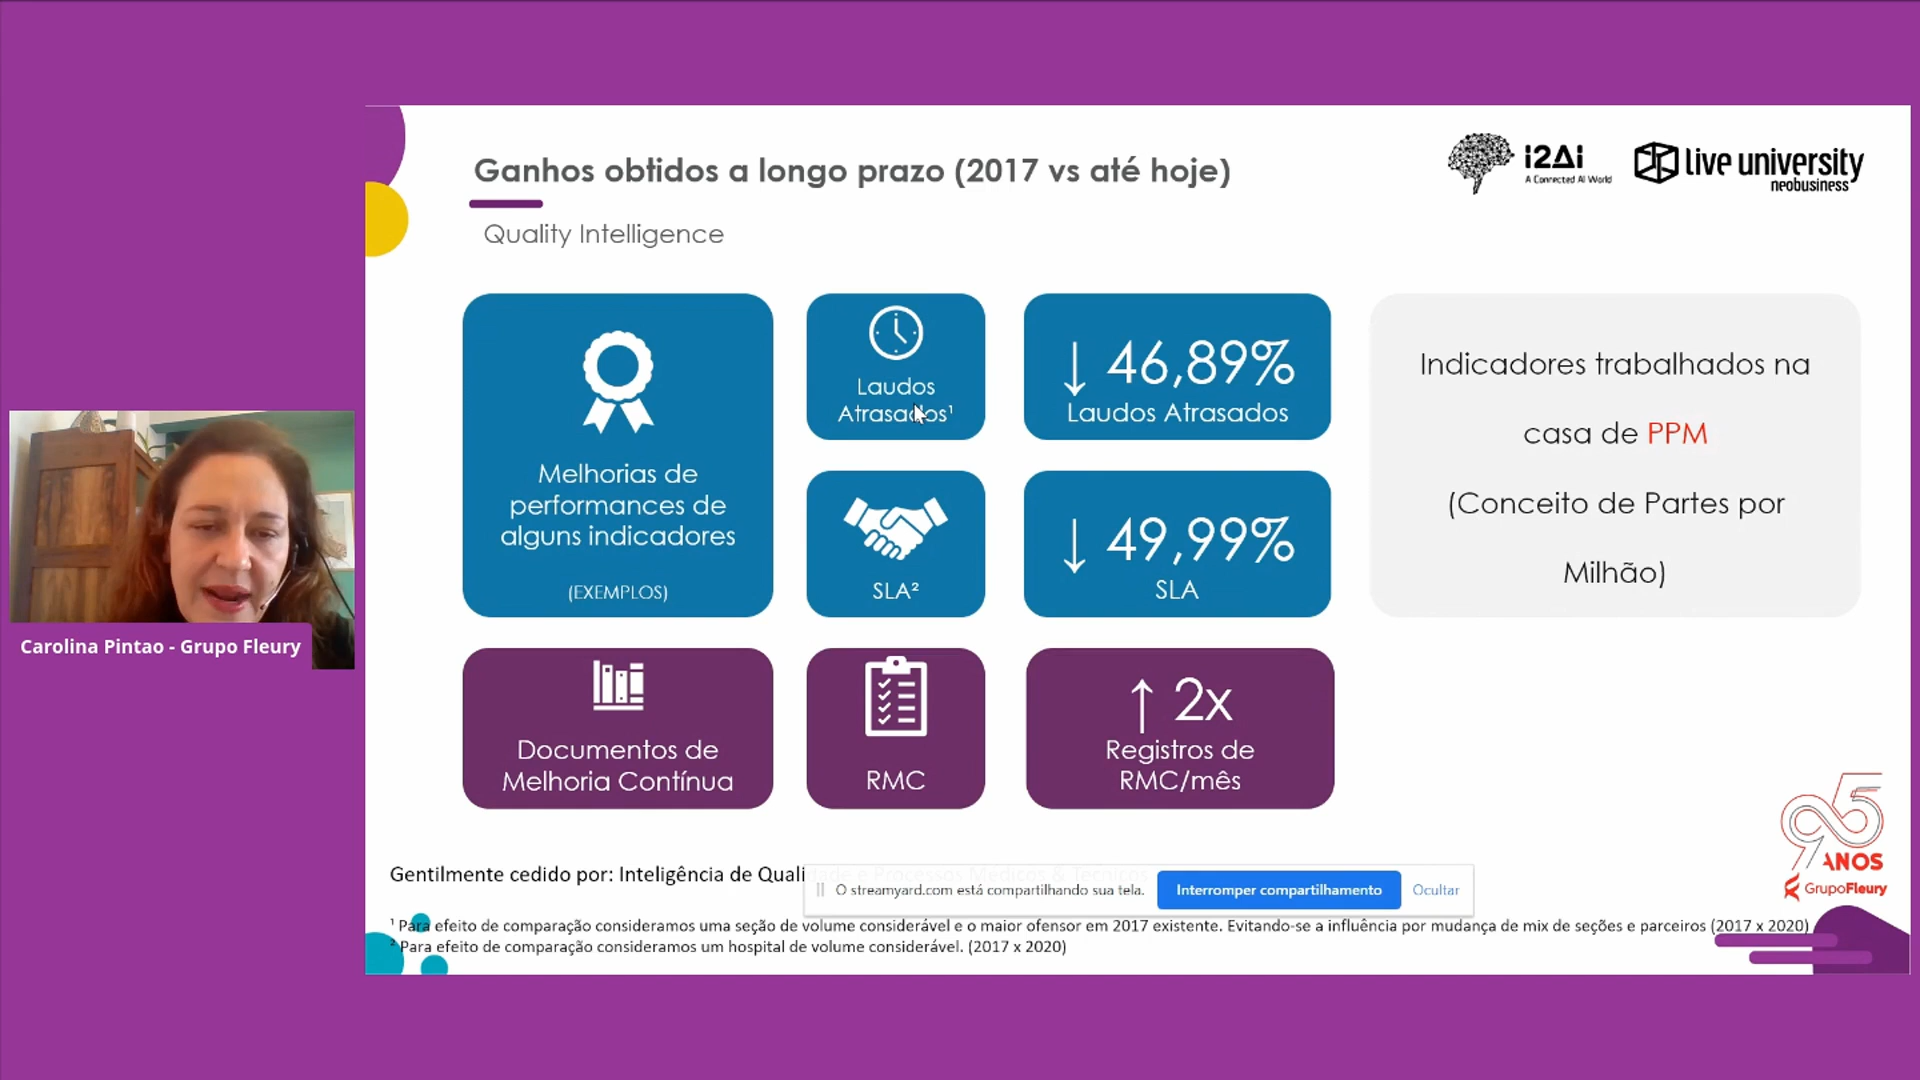 Ganhos obtidos a longo prazo (2017 vs até hoje)
Quality Intelligence
i2Ai
A Connected AI World
live university
neobusiness
Melhorias de
performances de
alguns indicadores
(EXEMPLOS)
Laudos
Atrasados¹
↓ 46,89%
Laudos Atrasados
SLA²
↓ 49,99%
SLA
Indicadores trabalhados na
casa de PPM
(Conceito de Partes por
Milhão)
Carolina Pintao - Grupo Fleury
Documentos de
Melhoria Contínua
RMC
↑ 2x
Registros de
RMC/mês
95
ANOS
GrupoFleury
Gentilmente cedido por: Inteligência de Qualidade e Processos Médicos & Técnicos
O streamyard.com está compartilhando sua tela.
Interromper compartilhamento
Ocultar
¹ Para efeito de comparação consideramos uma seção de volume considerável e o maior ofensor em 2017 existente. Evitando-se a influência por mudança de mix de seções e parceiros (2017 x 2020)
² Para efeito de comparação consideramos um hospital de volume considerável. (2017 x 2020)